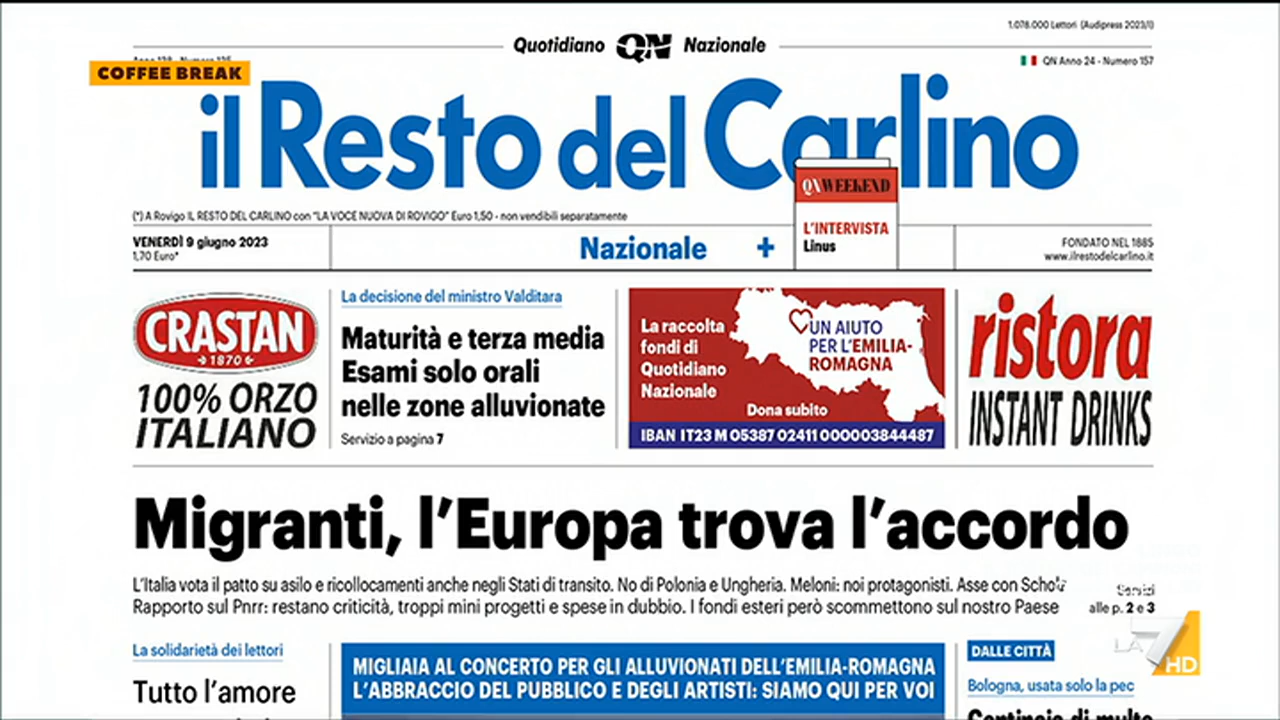 1.078.000 Lettori (Audipress 2023/I)
Quotidiano QN Nazionale
COFFEE BREAK
QN Anno 24 - Numero 157
il Resto del Carlino
QN WEEKEND
L'INTERVISTA
Linus
(*) A Rovigo IL RESTO DEL CARLINO con “LA VOCE NUOVA DI ROVIGO” Euro 1,50 - non vendibili separatamente
VENERDÌ 9 giugno 2023
1,70 Euro*
Nazionale +
FONDATO NEL 1885
www.ilrestodelcarlino.it
CRASTAN
1870
100% ORZO
ITALIANO
La decisione del ministro Valditara
Maturità e terza media
Esami solo orali
nelle zone alluvionate
Servizio a pagina 7
La raccolta
fondi di
Quotidiano
Nazionale
UN AIUTO
PER L'EMILIA-
ROMAGNA
Dona subito
IBAN IT23 M 05387 02411 000003844487
ristora
INSTANT DRINKS
Migranti, l’Europa trova l’accordo
L’Italia vota il patto su asilo e ricollocamenti anche negli Stati di transito. No di Polonia e Ungheria. Meloni: noi protagonisti. Asse con Scholz
Rapporto sul Pnrr: restano criticità, troppi mini progetti e spese in dubbio. I fondi esteri però scommettono sul nostro Paese
Servizi
alle p. 2 e 3
La solidarietà dei lettori
Tutto l’amore
MIGLIAIA AL CONCERTO PER GLI ALLUVIONATI DELL’EMILIA-ROMAGNA
L’ABBRACCIO DEL PUBBLICO E DEGLI ARTISTI: SIAMO QUI PER VOI
DALLE CITTÀ
Bologna, usata solo la pec
LA 7 HD